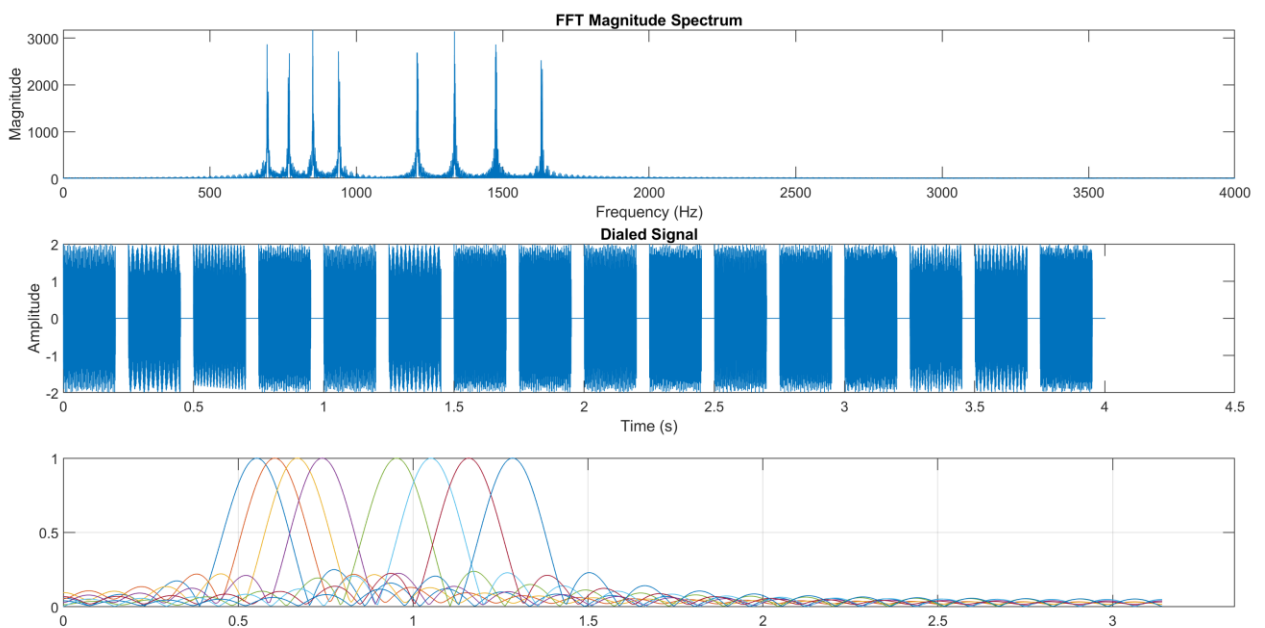 FFT Magnitude Spectrum
3000
2000
1000
0
Magnitude
0 500 1000 1500 2000 2500 3000 3500 4000
Frequency (Hz)
Dialed Signal
2
1
0
-1
-2
Amplitude
0 0.5 1 1.5 2 2.5 3 3.5 4 4.5
Time (s)
1
0.5
0
0 0.5 1 1.5 2 2.5 3